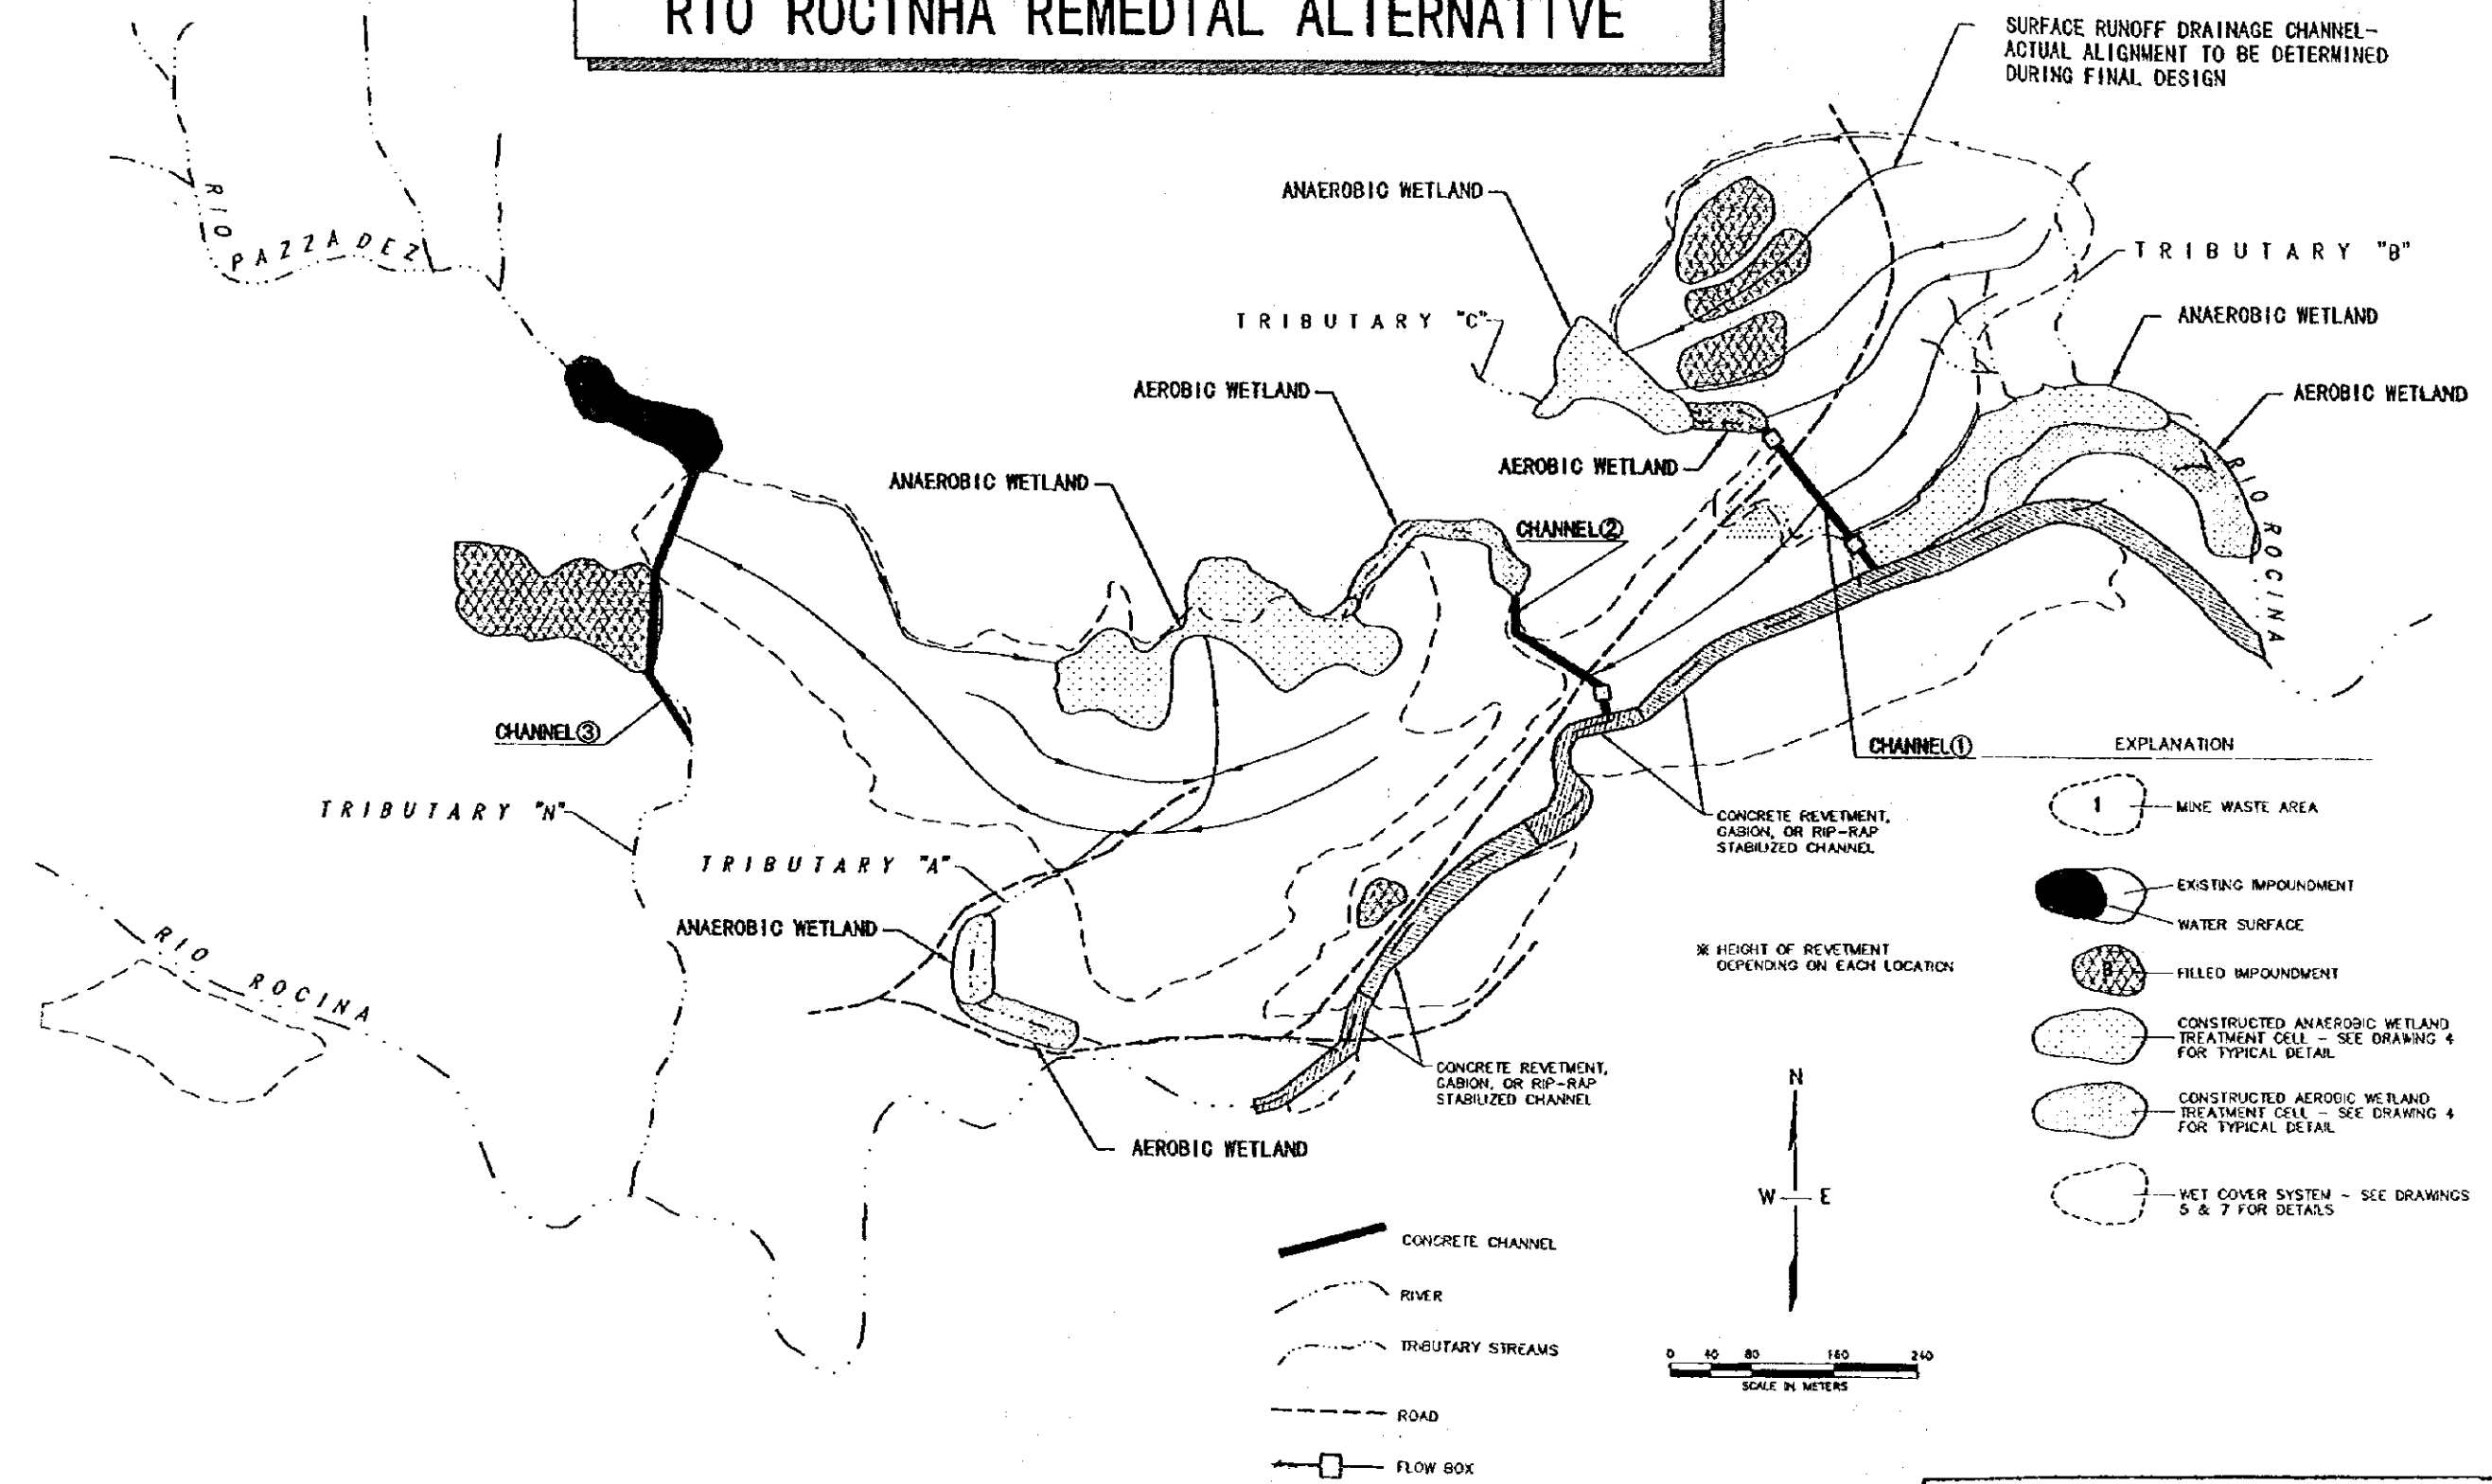 RIO ROCINHA REMEDIAL ALTERNATIVE
SURFACE RUNOFF DRAINAGE CHANNEL-
ACTUAL ALIGNMENT TO BE DETERMINED
DURING FINAL DESIGN
RIO
PAZZADEZ
ANAEROBIC WETLAND
TRIBUTARY "B"
TRIBUTARY "C"
ANAEROBIC WETLAND
AEROBIC WETLAND
AEROBIC WETLAND
AEROBIC WETLAND
ANAEROBIC WETLAND
CHANNEL②
RIO ROCINA
CHANNEL③
CHANNEL①
EXPLANATION
TRIBUTARY "N"
TRIBUTARY "A"
ANAEROBIC WETLAND
CONCRETE REVETMENT,
GABION, OR RIP-RAP
STABILIZED CHANNEL
1
MINE WASTE AREA
EXISTING IMPOUNDMENT
WATER SURFACE
※ HEIGHT OF REVETMENT
DEPENDING ON EACH LOCATION
8
FILLED IMPOUNDMENT
RIO ROCINA
CONSTRUCTED ANAEROBIC WETLAND
TREATMENT CELL - SEE DRAWING 4
FOR TYPICAL DETAIL
CONCRETE REVETMENT,
GABION, OR RIP-RAP
STABILIZED CHANNEL
CONSTRUCTED AEROBIC WETLAND
TREATMENT CELL - SEE DRAWING 4
FOR TYPICAL DETAIL
AEROBIC WETLAND
WET COVER SYSTEM - SEE DRAWINGS
5 & 7 FOR DETAILS
N
W E
CONCRETE CHANNEL
RIVER
TRIBUTARY STREAMS
ROAD
FLOW BOX
0 40 80 160 240
SCALE IN METERS